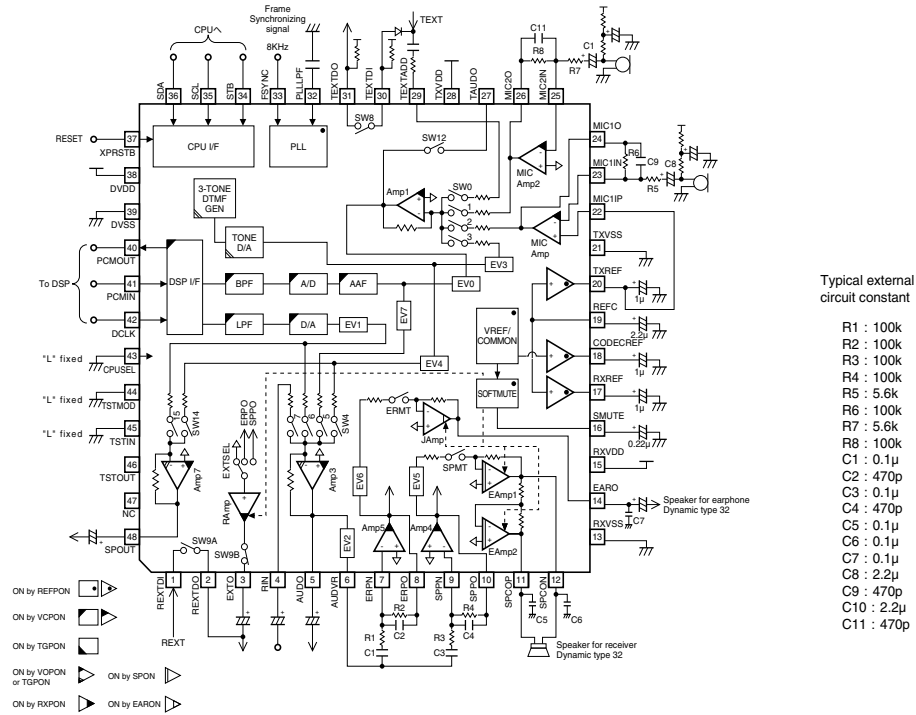 CPUへ
Frame
Synchronizing
signal
8KHz
TEXT
C11
R8
R7
C1
SDA
SCL
STB
FSYNC
PLLLPF
TEXTDO
TEXTDI
TEXTADD
TXVDD
TAUDO
MIC2O
MIC2IN
36 35 34 33 32 31 30 29 28 27 26 25
RESET
37
XPRSTB
38
DVDD
39
DVSS
40
PCMOUT
To DSP
41
PCMIN
42
DCLK
"L" fixed
43
CPUSEL
"L" fixed
44
TSTMOD
"L" fixed
45
TSTIN
46
TSTOUT
47
NC
48
SPOUT
CPU I/F
PLL
SW8
SW12
3-TONE
DTMF
GEN
TONE
D/A
Amp1
SW0
1
2
3
MIC
Amp2
MIC
Amp
EV3
EV0
DSP I/F
BPF
A/D
AAF
LPF
D/A
EV1
EV7
EV4
VREF/
COMMON
SOFTMUTE
15
SW14
Amp7
EXTSEL
ERPO
SPPO
RAmp
SW9A
SW9B
7
6
5
SW4
Amp3
EV2
EV6
EV5
ERMT
JAmp
SPMT
Amp5
Amp4
EAmp1
EAmp2
MIC1O
24
MIC1IN
23
MIC1IP
22
TXVSS
21
TXREF
20
1µ
REFC
19
2.2µ
CODECREF
18
1µ
RXREF
17
1µ
SMUTE
16
0.22µ
RXVDD
15
EARO
14
Speaker for earphone
Dynamic type 32
C7
RXVSS
13
R6
C9
R5
C8
1 2 3 4 5 6 7 8 9 10 11 12
REXTDI
REXTDO
EXTO
RIN
AUDO
AUDVR
ERPN
ERPO
SPPN
SPPO
SPCOP
SPCON
REXT
R2
C2
R1
C1
R4
C4
R3
C3
C5
C6
Speaker for receiver
Dynamic type 32
ON by REFPON
ON by VCPON
ON by TGPON
ON by VOPON
or TGPON
ON by SPON
ON by RXPON
ON by EARON
Typical external
circuit constant
R1 : 100k
R2 : 100k
R3 : 100k
R4 : 100k
R5 : 5.6k
R6 : 100k
R7 : 5.6k
R8 : 100k
C1 : 0.1µ
C2 : 470p
C3 : 0.1µ
C4 : 470p
C5 : 0.1µ
C6 : 0.1µ
C7 : 0.1µ
C8 : 2.2µ
C9 : 470p
C10 : 2.2µ
C11 : 470p